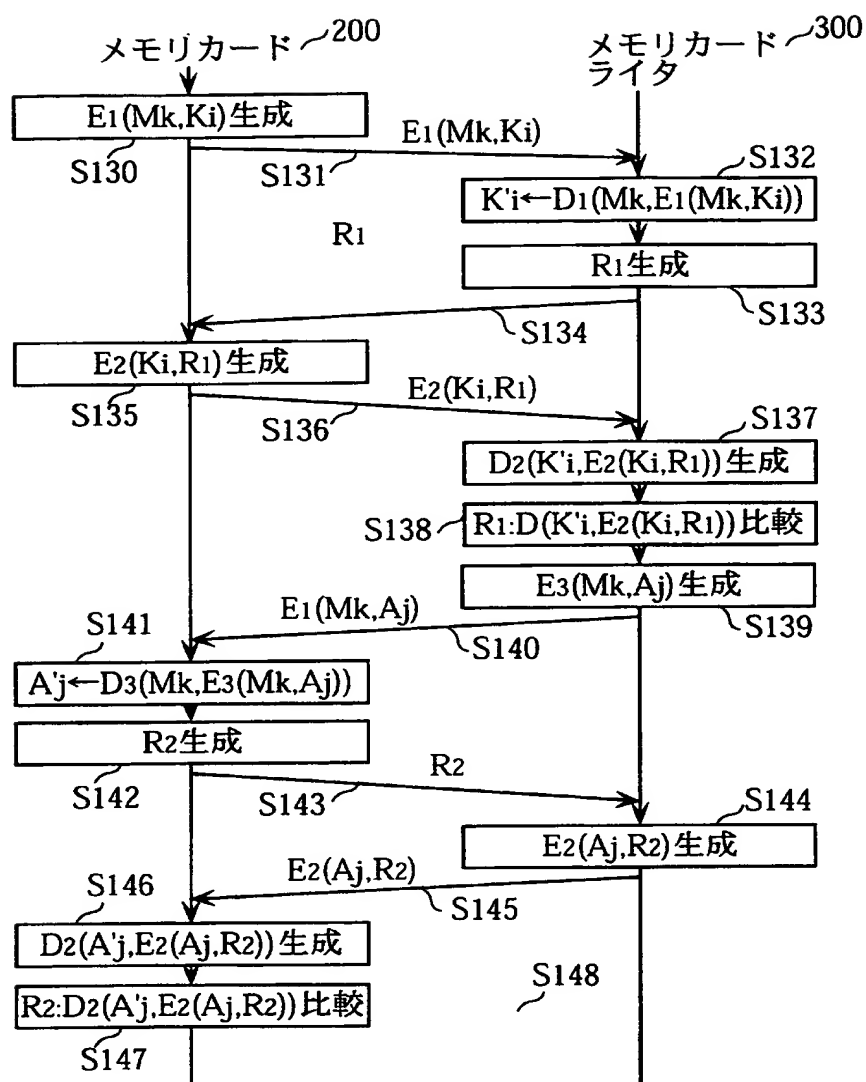 メモリカード 200
メモリカード 300
ライタ
E1(Mk,Ki)生成
S130
E1(Mk,Ki)
S131
S132
K'i←D1(Mk,E1(Mk,Ki))
R1
R1生成
S133
S134
E2(Ki,R1)生成
S135
E2(Ki,R1)
S136
S137
D2(K'i,E2(Ki,R1))生成
S138
R1:D(K'i,E2(Ki,R1))比較
E3(Mk,Aj)生成
S139
E1(Mk,Aj)
S140
S141
A'j←D3(Mk,E3(Mk,Aj))
R2生成
S142
R2
S143
S144
E2(Aj,R2)生成
E2(Aj,R2)
S145
S146
D2(A'j,E2(Aj,R2))生成
R2:D2(A'j,E2(Aj,R2))比較
S147
S148